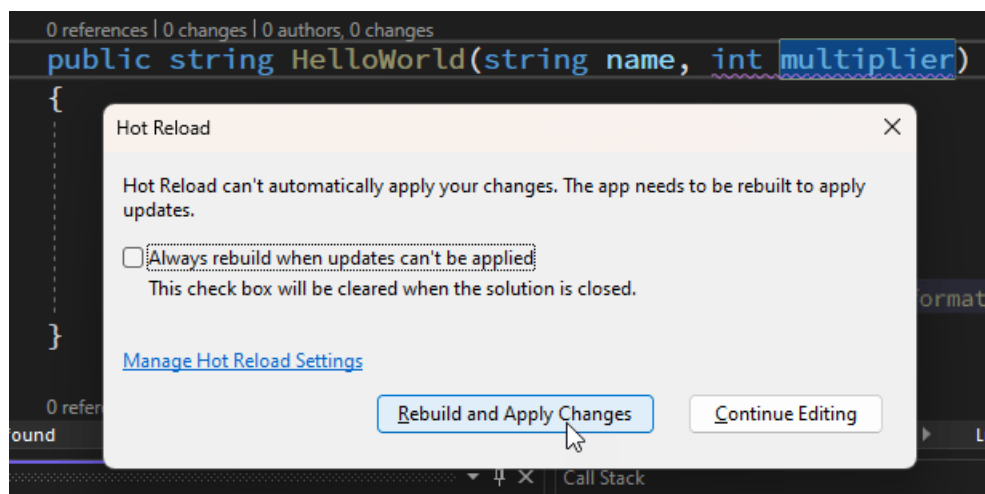 0 references | 0 changes | 0 authors, 0 changes
public string HelloWorld(string name, int multiplier)
{
Hot Reload
Hot Reload can't automatically apply your changes. The app needs to be rebuilt to apply
updates.
Always rebuild when updates can't be applied
This check box will be cleared when the solution is closed.
}
Manage Hot Reload Settings
Rebuild and Apply Changes
Continue Editing
Call Stack